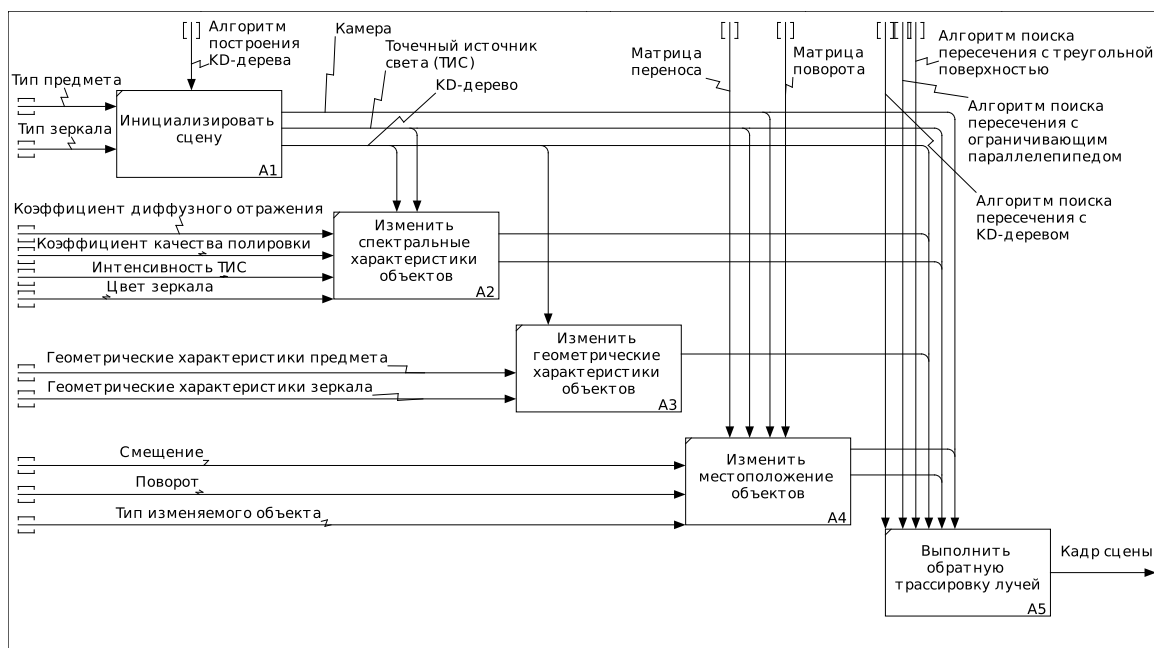 Алгоритм
построения
KD-дерева
Камера
Точечный источник
света (ТИС)
KD-дерево
Матрица
переноса
Матрица
поворота
Алгоритм поиска
пересечения с треугольной
поверхностью
Алгоритм поиска
пересечения с
ограничивающим
параллелепипедом
Алгоритм поиска
пересечения с
KD-деревом
Тип предмета
Тип зеркала
Инициализировать
сцену
A1
Коэффициент диффузного отражения
Коэффициент качества полировки
Интенсивность ТИС
Цвет зеркала
Изменить
спектральные
характеристики
объектов
A2
Геометрические характеристики предмета
Геометрические характеристики зеркала
Изменить
геометрические
характеристики
объектов
A3
Смещение
Поворот
Тип изменяемого объекта
Изменить
местоположение
объектов
A4
Выполнить
обратную
трассировку лучей
A5
Кадр сцены